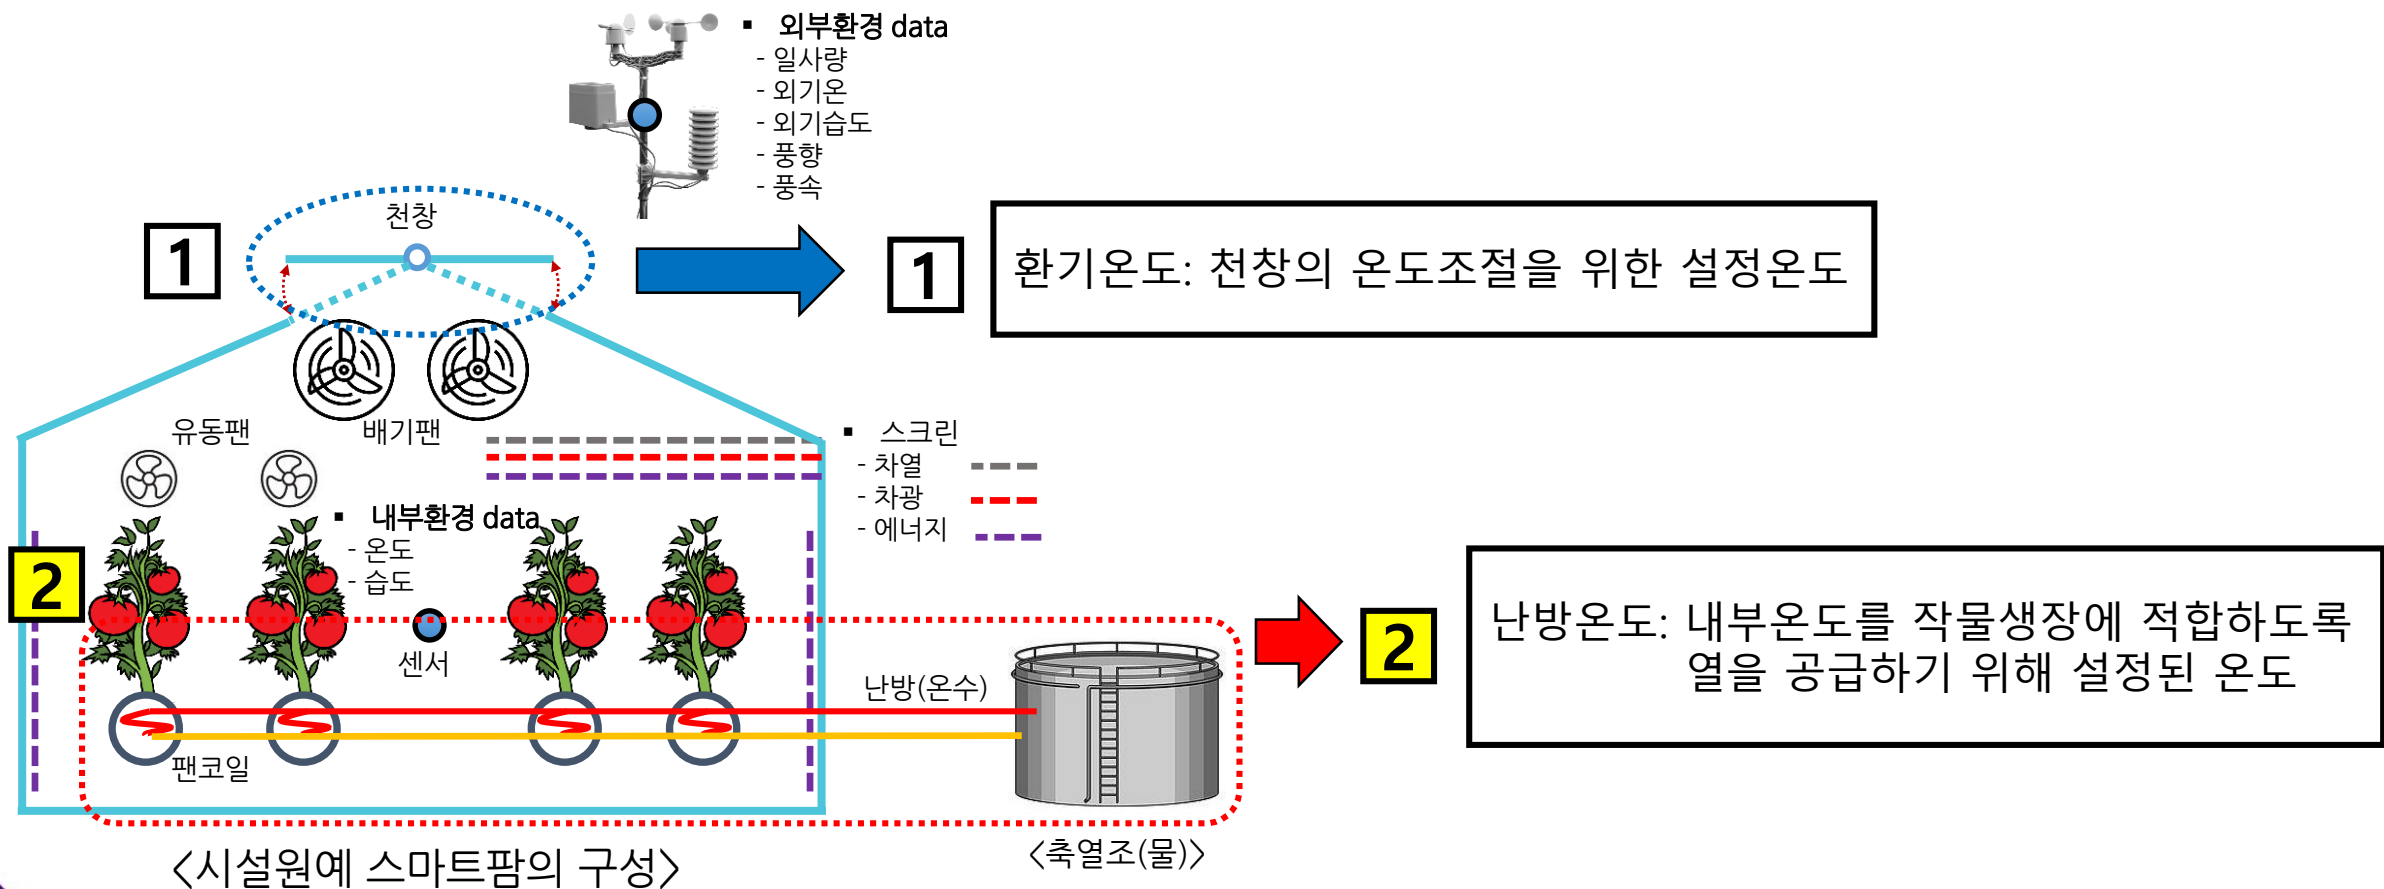 ▪ 외부환경 data
- 일사량
- 외기온
- 외기습도
- 풍향
- 풍속
천창
1
1
환기온도: 천창의 온도조절을 위한 설정온도
유동팬
배기팬
▪ 스크린
- 차열
- 차광
- 에너지
▪ 내부환경 data
- 온도
- 습도
2
센서
2
난방온도: 내부온도를 작물생장에 적합하도록
열을 공급하기 위해 설정된 온도
난방(온수)
팬코일
<시설원예 스마트팜의 구성>
<축열조(물)>